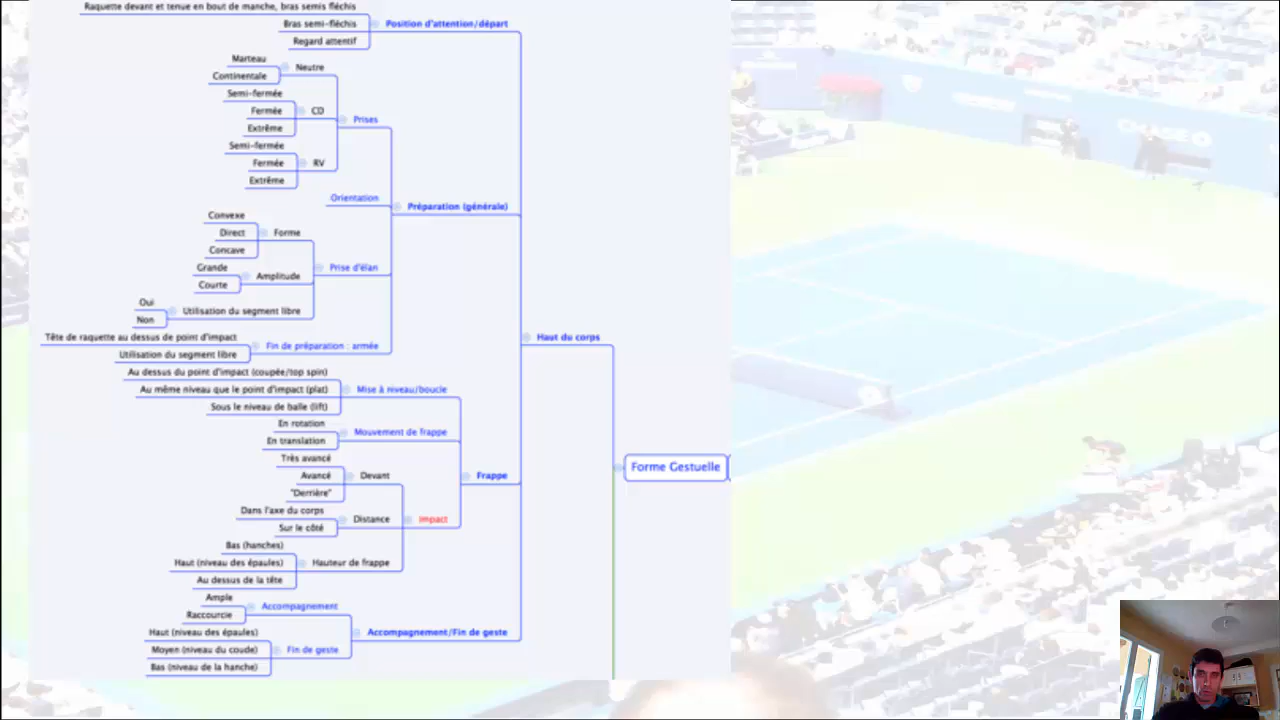 Raquette devant et tenue en bout de manche, bras semis fléchis
Bras semi-fléchis
Position d'attention/départ
Regard attentif
Marteau
Neutre
Continentale
Semi-fermée
Fermée
CD
Extrême
Prises
Semi-fermée
Fermée
RV
Extrême
Orientation
Préparation (générale)
Convexe
Direct
Forme
Concave
Grande
Prise d'élan
Amplitude
Courte
Oui
Utilisation du segment libre
Non
Tête de raquette au dessus de point d'impact
Haut du corps
Fin de préparation : armée
Utilisation du segment libre
Au dessus du point d'impact (coupée/top spin)
Au même niveau que le point d'impact (plat)
Mise à niveau/boucle
Sous le niveau de balle (lift)
En rotation
Mouvement de frappe
En translation
Très avancé
Forme Gestuelle
Avancé
Devant
Frappe
"Derrière"
Dans l'axe du corps
Distance
Impact
Sur le côté
Bas (hanches)
Haut (niveau des épaules)
Hauteur de frappe
Au dessus de la tête
Ample
Accompagnement
Raccourcie
Haut (niveau des épaules)
Accompagnement/Fin de geste
Moyen (niveau du coude)
Fin de geste
Bas (niveau de la hanche)